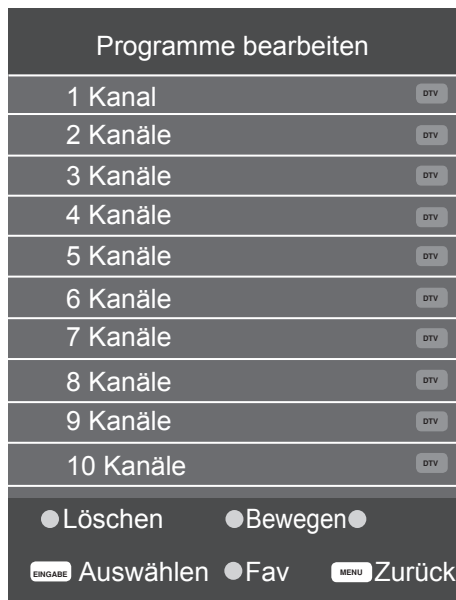 Programme bearbeiten
1 Kanal DTV
2 Kanäle DTV
3 Kanäle DTV
4 Kanäle DTV
5 Kanäle DTV
6 Kanäle DTV
7 Kanäle DTV
8 Kanäle DTV
9 Kanäle DTV
10 Kanäle DTV
Löschen Bewegen
EINGABE Auswählen Fav MENU Zurück